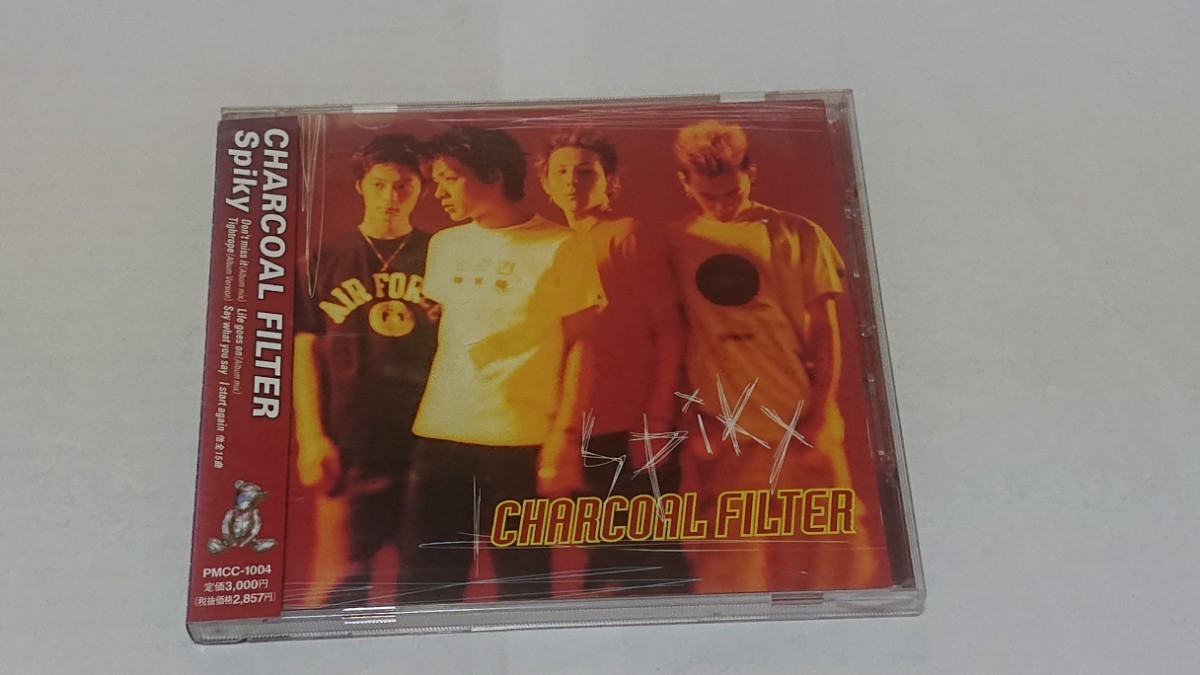 CHARCOAL FILTER
Spiky
Don't miss it (Album mix) Life goes on (Album mix)
Tightrope (Album Version) Say what you say I start again 他全15曲
PMCC-1004
定価3,000円
(税抜価格2,857円)
AIR FOR
spiky
CHARCOAL FILTER